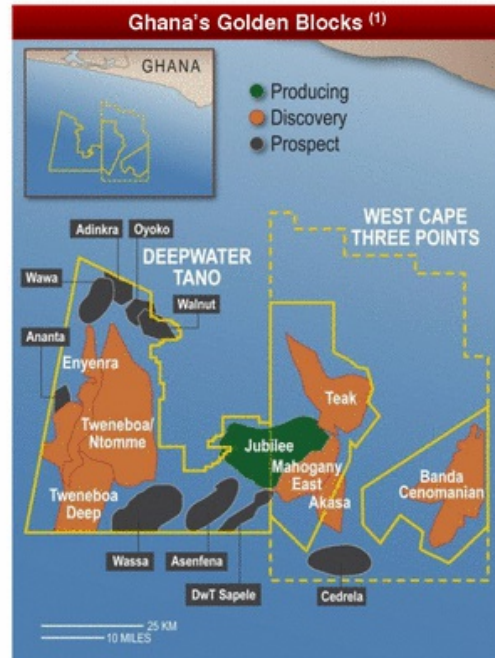 Ghana's Golden Blocks (1)
GHANA
Producing
Discovery
Prospect
WEST CAPE
THREE POINTS
Adinkra
Oyoko
DEEPWATER
TANO
Wawa
Walnut
Ananta
Enyenra
Teak
Tweneboa/
Ntomme
Jubilee
Mahogany
East
Akasa
Banda
Cenomanian
Tweneboa
Deep
Wassa
Asenfena
DwT Sapele
Cedrela
25 KM
10 MILES